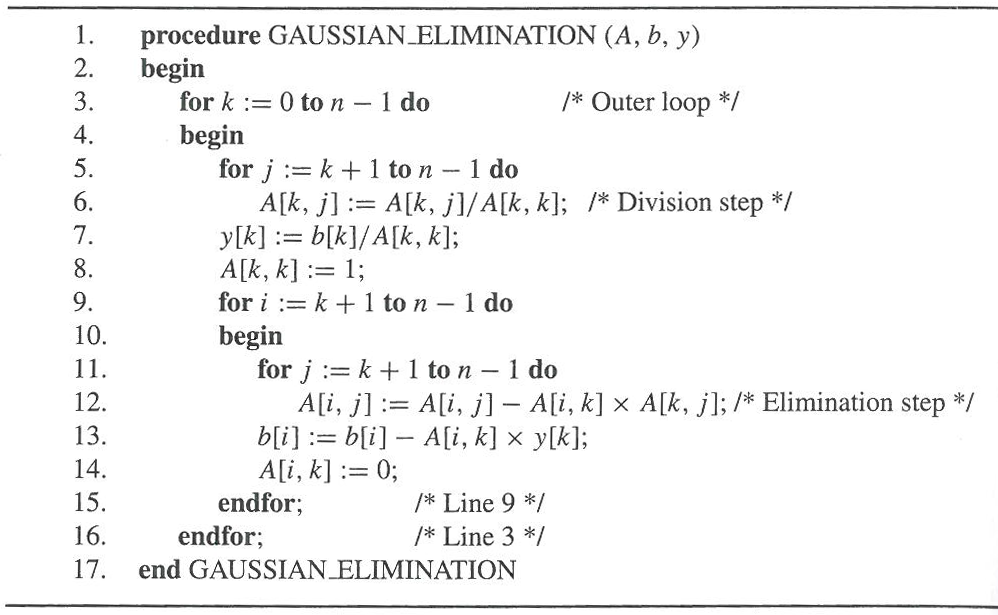 1. procedure GAUSSIAN_ELIMINATION (A, b, y)
2. begin
3. for k := 0 to n − 1 do /* Outer loop */
4. begin
5. for j := k + 1 to n − 1 do
6. A[k, j] := A[k, j]/A[k, k]; /* Division step */
7. y[k] := b[k]/A[k, k];
8. A[k, k] := 1;
9. for i := k + 1 to n − 1 do
10. begin
11. for j := k + 1 to n − 1 do
12. A[i, j] := A[i, j] − A[i, k] × A[k, j]; /* Elimination step */
13. b[i] := b[i] − A[i, k] × y[k];
14. A[i, k] := 0;
15. endfor; /* Line 9 */
16. endfor; /* Line 3 */
17. end GAUSSIAN_ELIMINATION